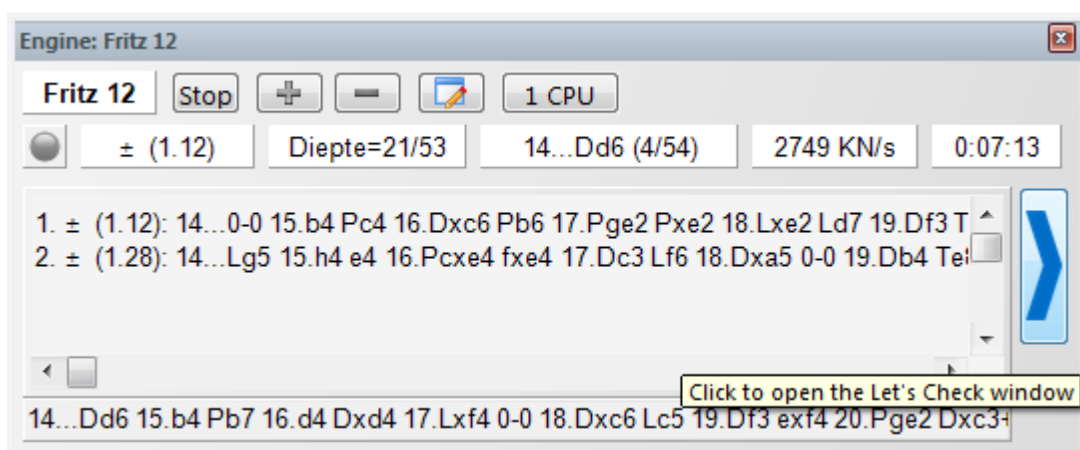 Engine: Fritz 12
Fritz 12 Stop 1 CPU
± (1.12) Diepte=21/53 14...Dd6 (4/54) 2749 KN/s 0:07:13
1. ± (1.12): 14...0-0 15.b4 Pc4 16.Dxc6 Pb6 17.Pge2 Pxe2 18.Lxe2 Ld7 19.Df3 T
2. ± (1.28): 14...Lg5 15.h4 e4 16.Pcxe4 fxe4 17.Dc3 Lf6 18.Dxa5 0-0 19.Db4
Click to open the Let's Check window
14...Dd6 15.b4 Pb7 16.d4 Dxd4 17.Lxf4 0-0 18.Dxc6 Lc5 19.Df3 exf4 20.Pge2 Dxc3+